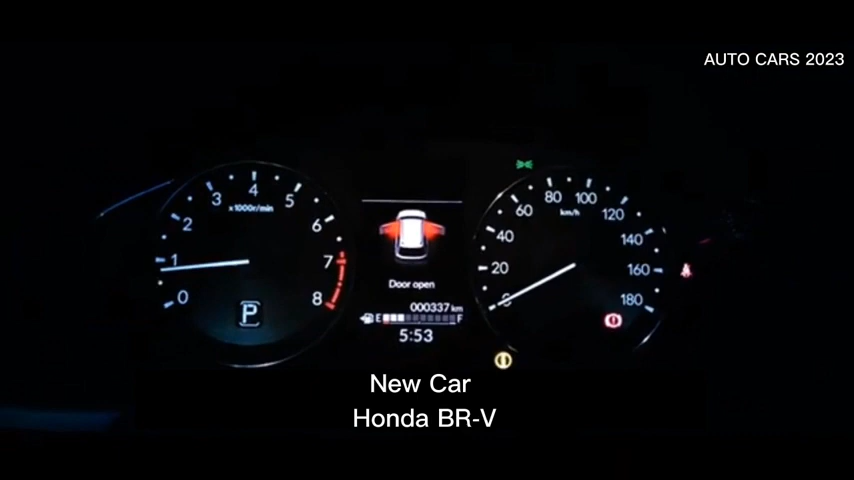 AUTO CARS 2023
0
1
2
3
4
5
6
7
8
x1000r/min
P
Door open
000337 km
E F
5:53
0
20
40
60
80
100
120
140
160
180
km/h
New Car
Honda BR-V